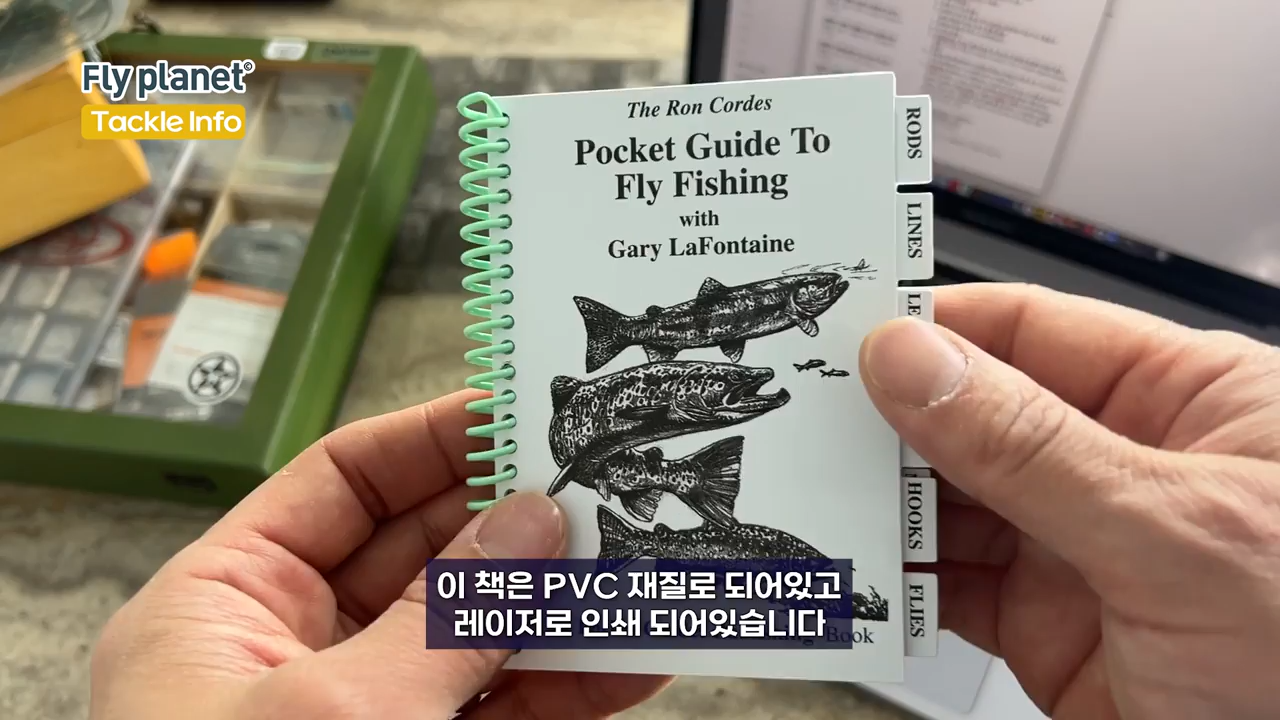 Fly planet©
Tackle Info
The Ron Cordes
Pocket Guide To
Fly Fishing
with
Gary LaFontaine
RODS
LINES
LE
HOOKS
FLIES
이 책은 PVC 재질로 되어있고
레이저로 인쇄 되어있습니다
Book